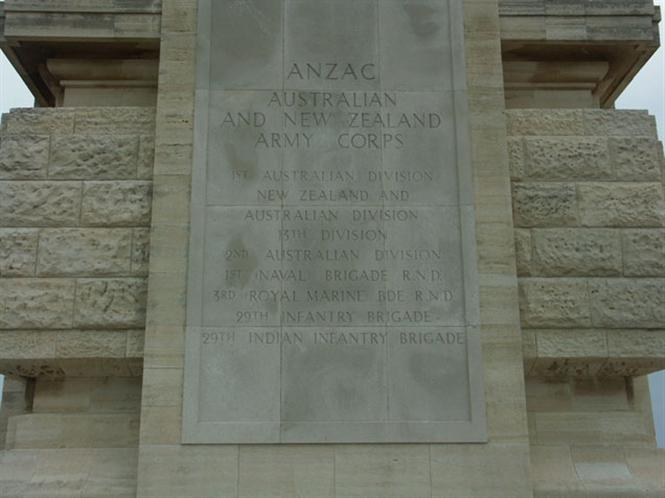 ANZAC
AUSTRALIAN
AND NEW ZEALAND
ARMY CORPS
1ST AUSTRALIAN DIVISION
NEW ZEALAND AND
AUSTRALIAN DIVISION
13TH DIVISION
2ND AUSTRALIAN DIVISION
1ST NAVAL BRIGADE R.N.D.
3RD ROYAL MARINE BDE R.N.D.
29TH INFANTRY BRIGADE
29TH INDIAN INFANTRY BRIGADE